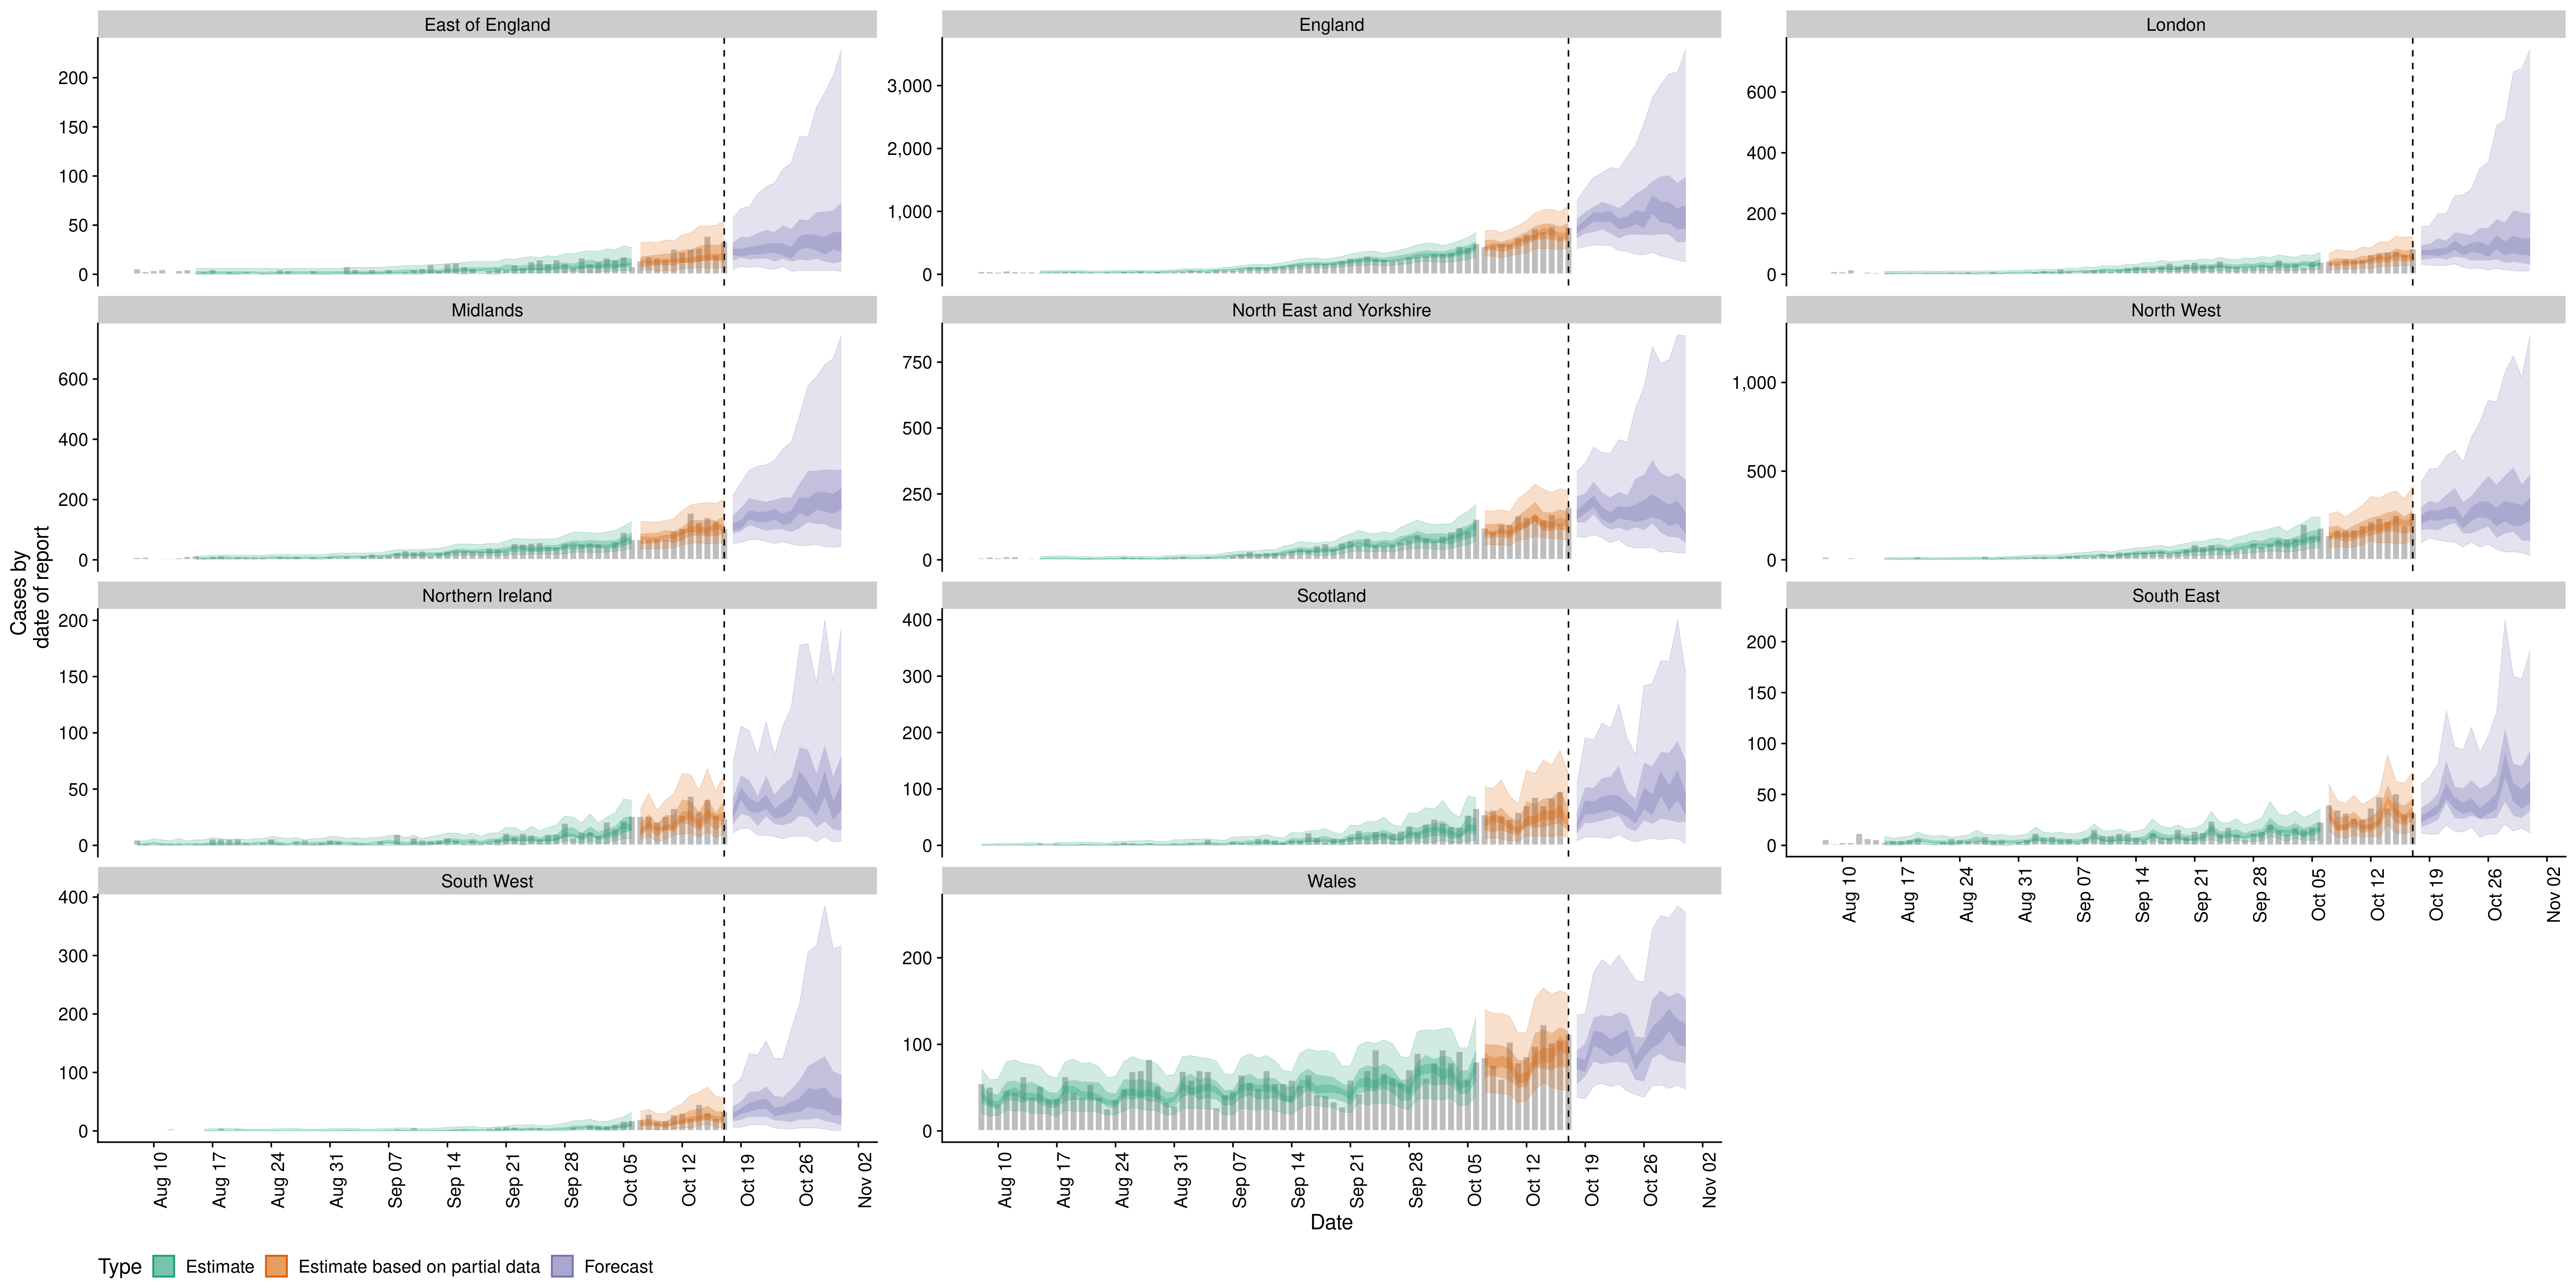 East of England
England
London
200
150
100
50
0
3,000
2,000
1,000
0
600
400
200
0
Midlands
North East and Yorkshire
North West
600
400
200
0
750
500
250
0
1,000
500
0
Northern Ireland
Scotland
South East
200
150
100
50
0
400
300
200
100
0
200
150
100
50
0
Aug 10
Aug 17
Aug 24
Aug 31
Sep 07
Sep 14
Sep 21
Sep 28
Oct 05
Oct 12
Oct 19
Oct 26
Nov 02
South West
Wales
400
300
200
100
0
200
100
0
Aug 10
Aug 17
Aug 24
Aug 31
Sep 07
Sep 14
Sep 21
Sep 28
Oct 05
Oct 12
Oct 19
Oct 26
Nov 02
Aug 10
Aug 17
Aug 24
Aug 31
Sep 07
Sep 14
Sep 21
Sep 28
Oct 05
Oct 12
Oct 19
Oct 26
Nov 02
Cases by
date of report
Date
Type
Estimate
Estimate based on partial data
Forecast